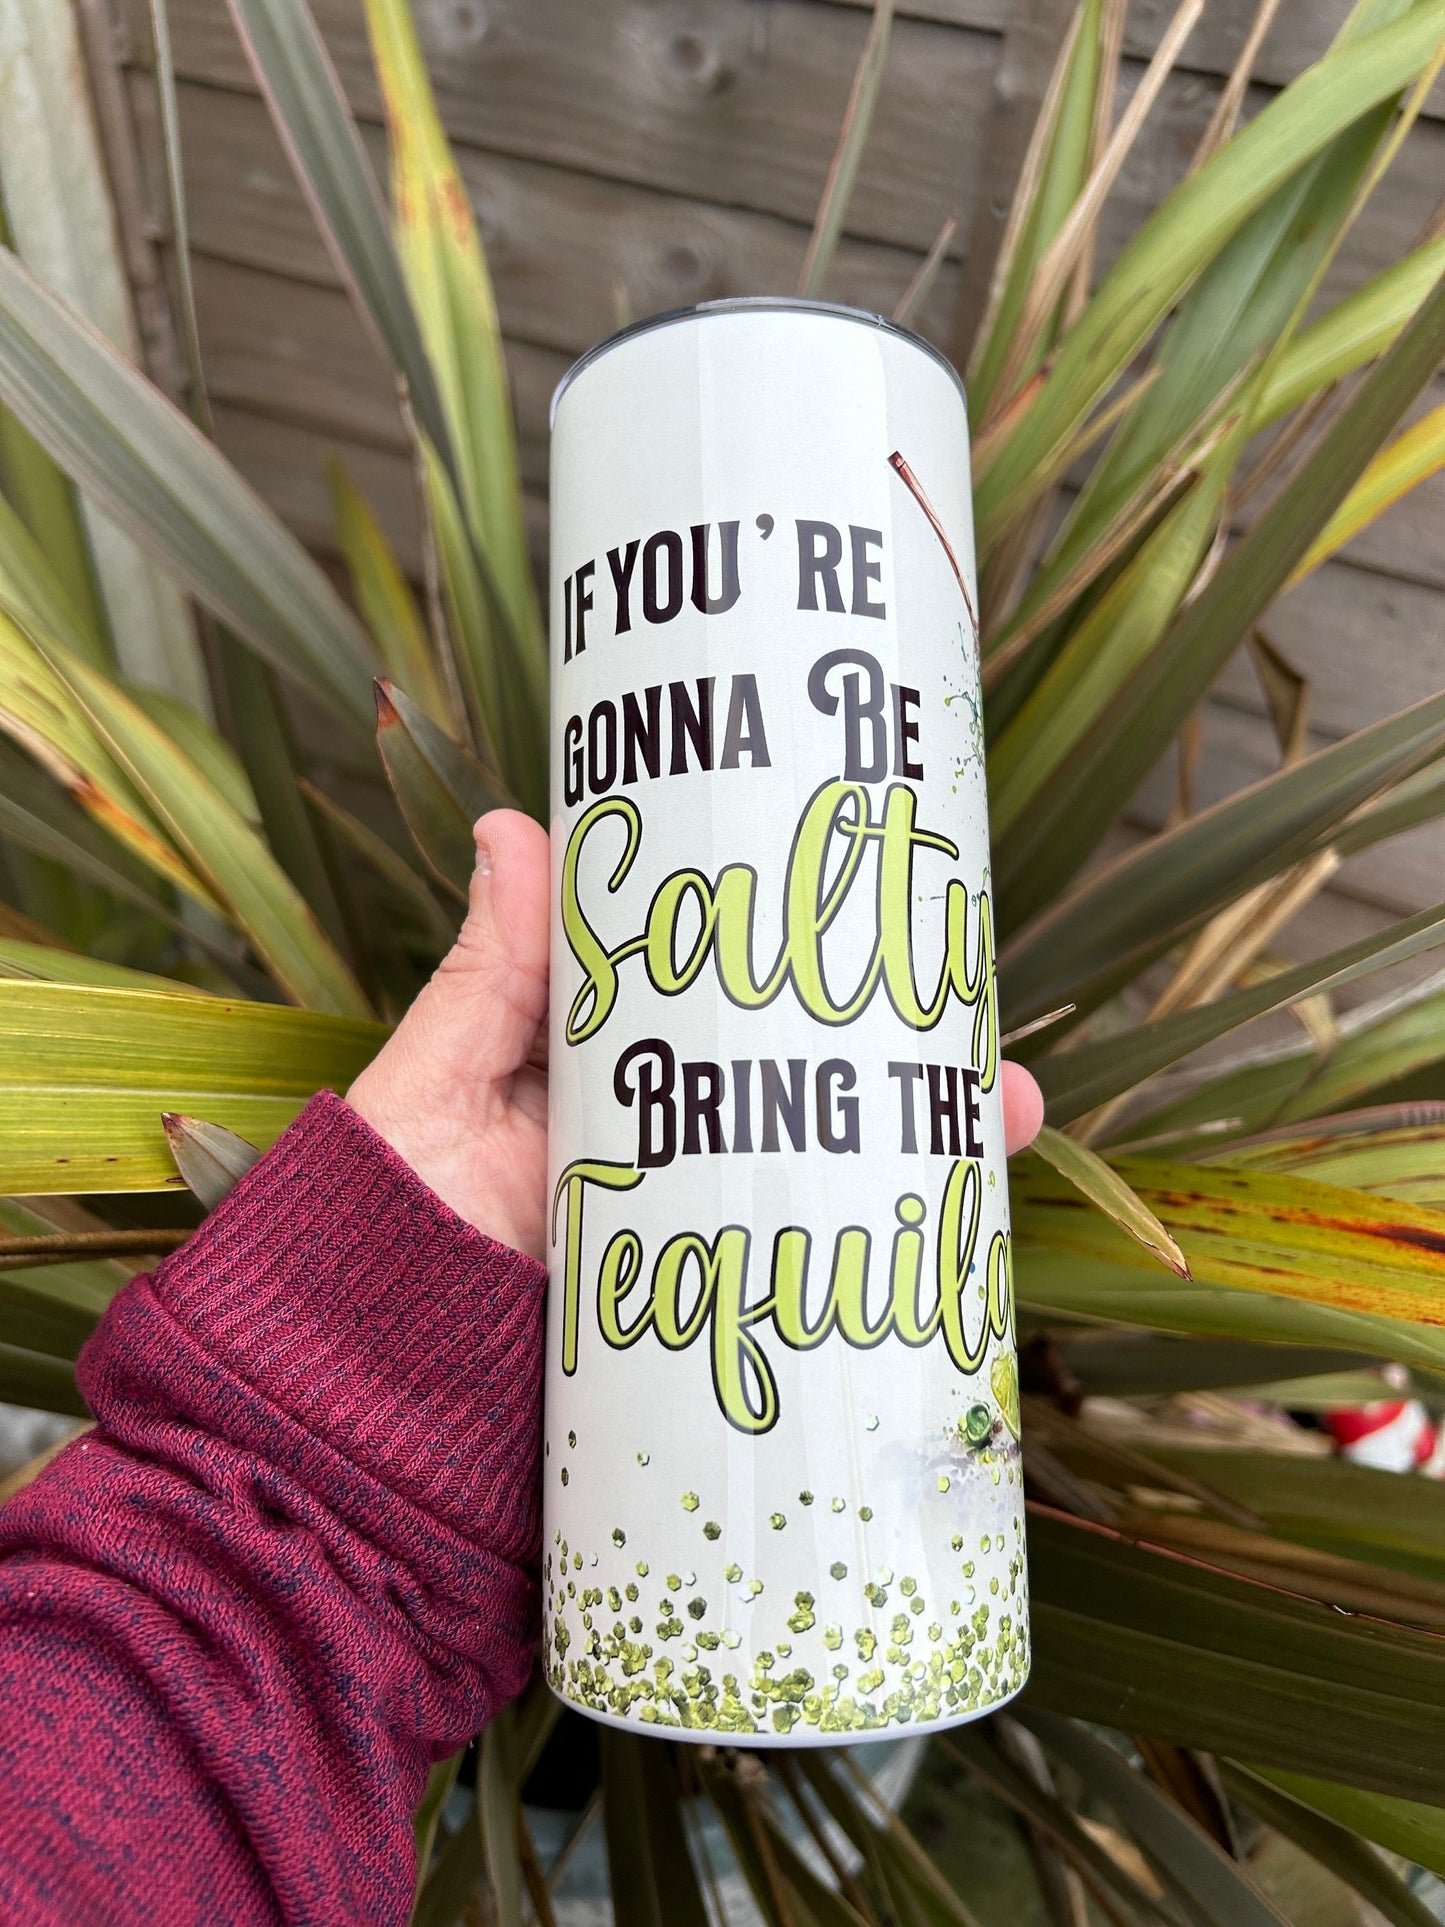 IF YOU'RE
GONNA BE
Salty
BRING THE
Tequila